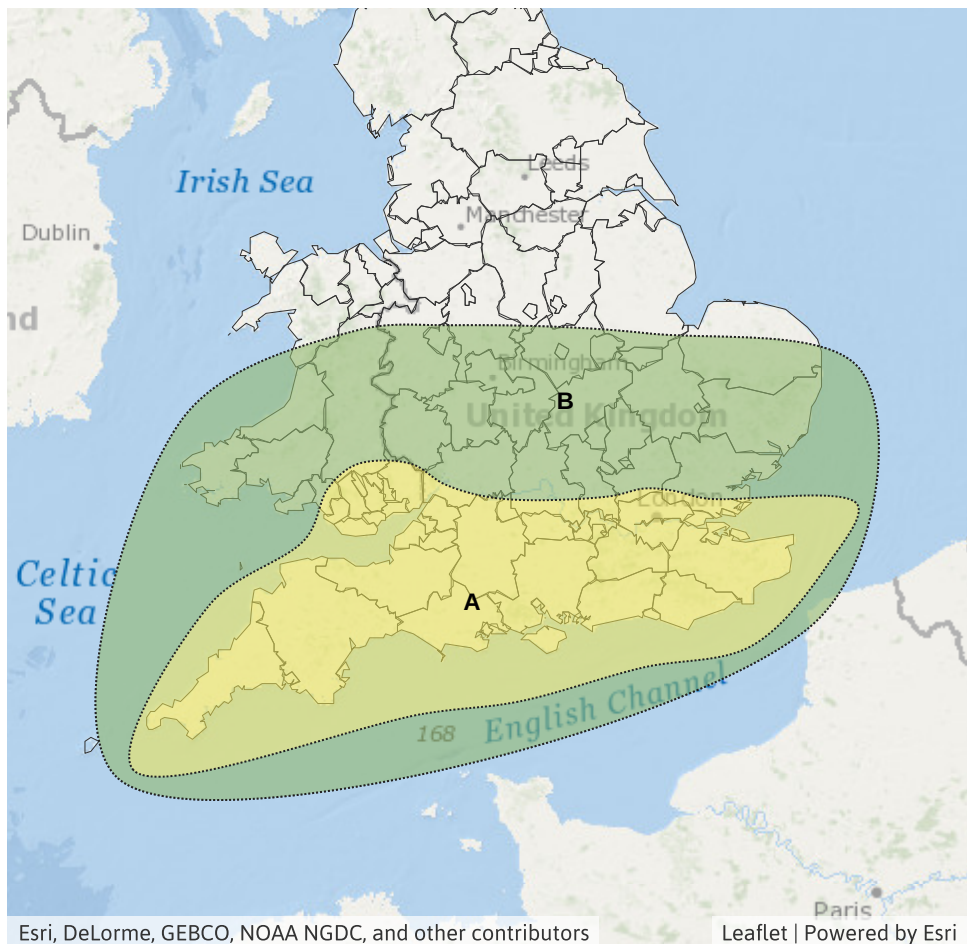 Leeds
Irish Sea
Manchester
Dublin
nd
Birmingham
B
United Kingdom
London
Celtic
Sea
A
English Channel
168
Paris
Esri, DeLorme, GEBCO, NOAA NGDC, and other contributors
Leaflet | Powered by Esri